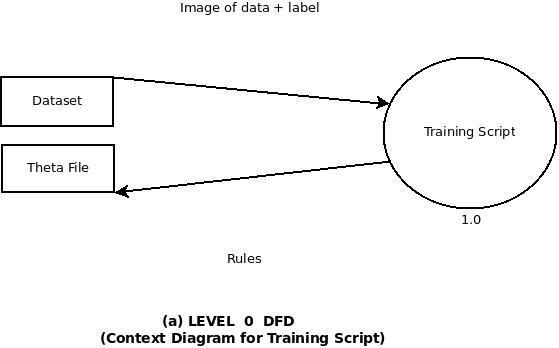 Image of data + label
Dataset
Training Script
Theta File
1.0
Rules
(a) LEVEL 0 DFD
(Context Diagram for Training Script)